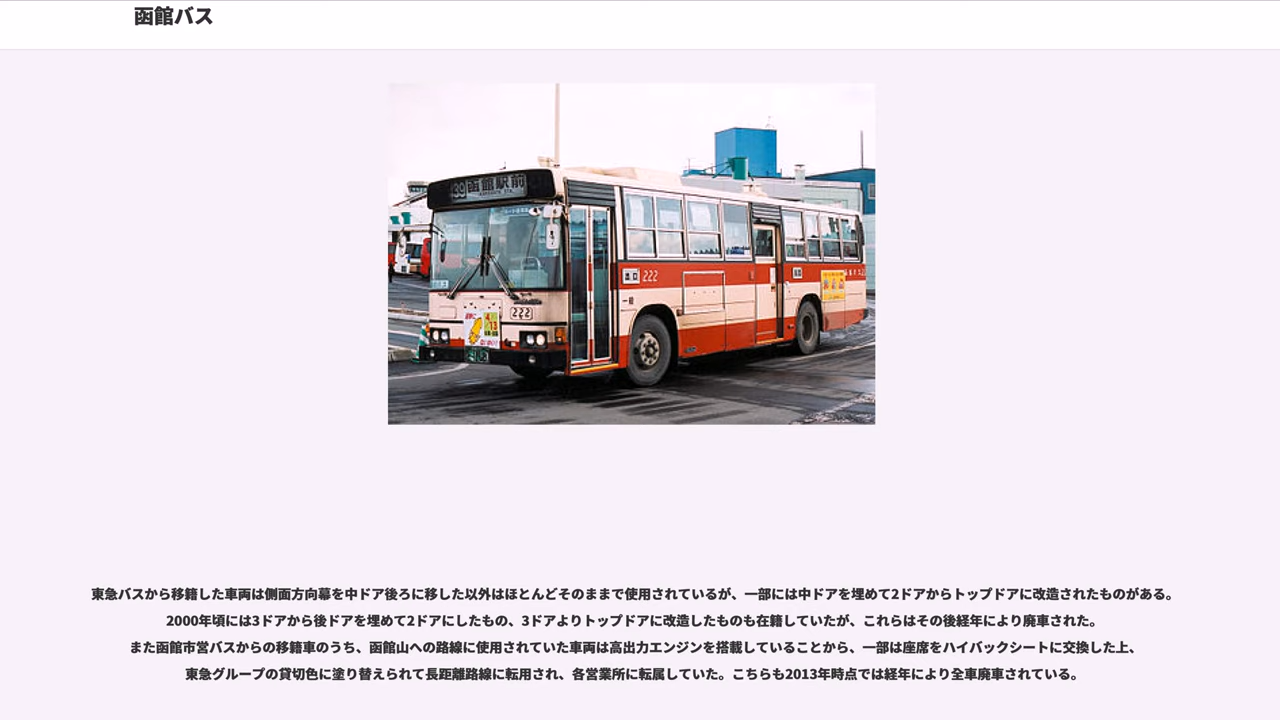 函館バス
39 函館駅前
出口 222
222
13
東急バスから移籍した車両は側面方向幕を中ドア後ろに移した以外はほとんどそのままで使用されているが、一部には中ドアを埋めて2ドアからトップドアに改造されたものがある。
2000年頃には3ドアから後ドアを埋めて2ドアにしたもの、3ドアよりトップドアに改造したものも在籍していたが、これらはその後経年により廃車された。
また函館市営バスからの移籍車のうち、函館山への路線に使用されていた車両は高出力エンジンを搭載していることから、一部は座席をハイバックシートに交換した上、
東急グループの貸切色に塗り替えられて長距離路線に転用され、各営業所に転属していた。こちらも2013年時点では経年により全車廃車されている。